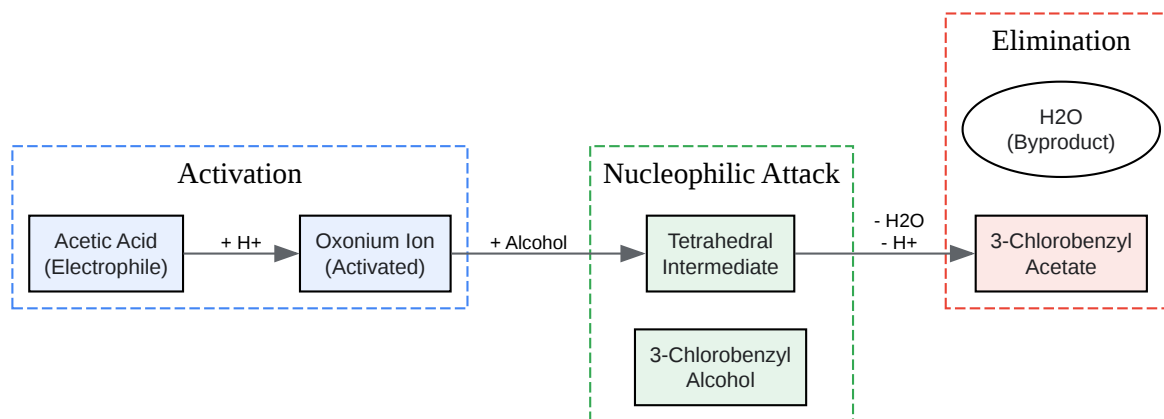 Activation
Acetic Acid
(Electrophile)
+ H+
Oxonium Ion
(Activated)
+ Alcohol
Nucleophilic Attack
Tetrahedral
Intermediate
3-Chlorobenzyl
Alcohol
- H2O
- H+
Elimination
H2O
(Byproduct)
3-Chlorobenzyl
Acetate